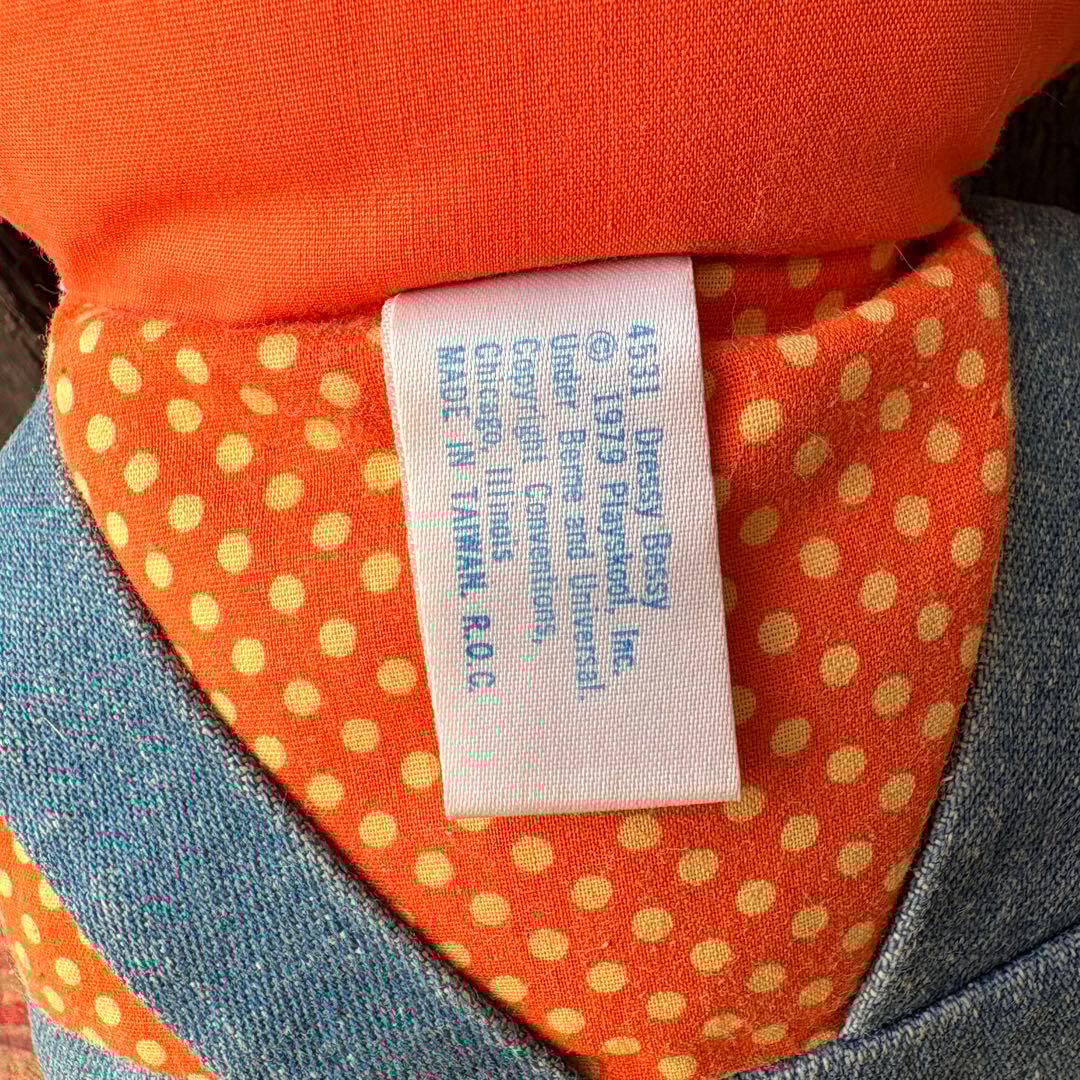 4531 Dressy Bessy
© 1979 Playskool, Inc.
Under Berne and Universal
Copyright Conventions,
Chicago, Illinois
MADE IN TAIWAN. R.O.C.